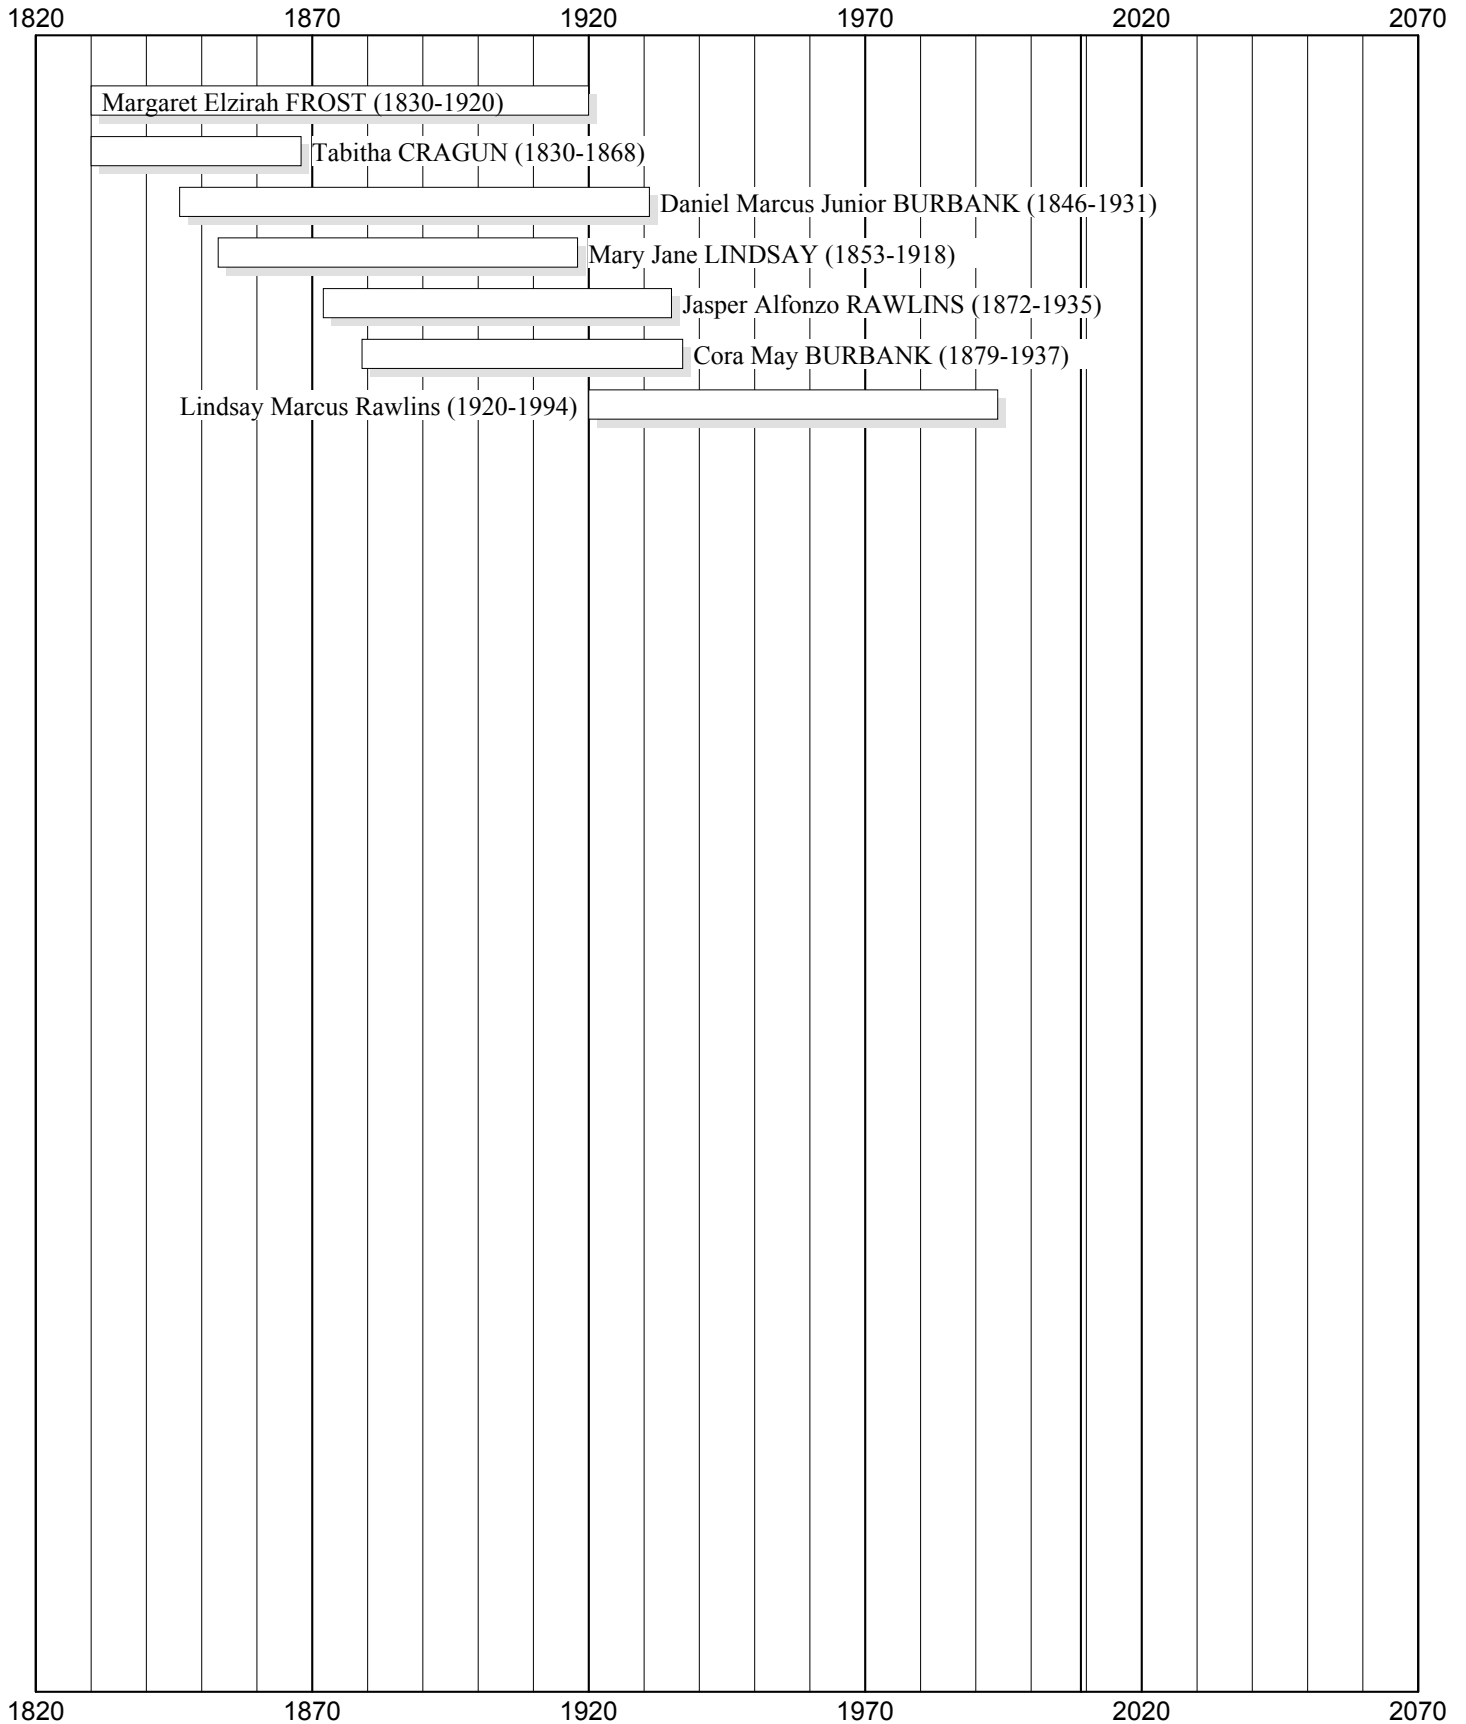 1820 1870 1920 1970 2020 2070
Margaret Elzirah FROST (1830-1920)
Tabitha CRAGUN (1830-1868)
Daniel Marcus Junior BURBANK (1846-1931)
Mary Jane LINDSAY (1853-1918)
Jasper Alfonzo RAWLINS (1872-1935)
Cora May BURBANK (1879-1937)
Lindsay Marcus Rawlins (1920-1994)
1820 1870 1920 1970 2020 2070